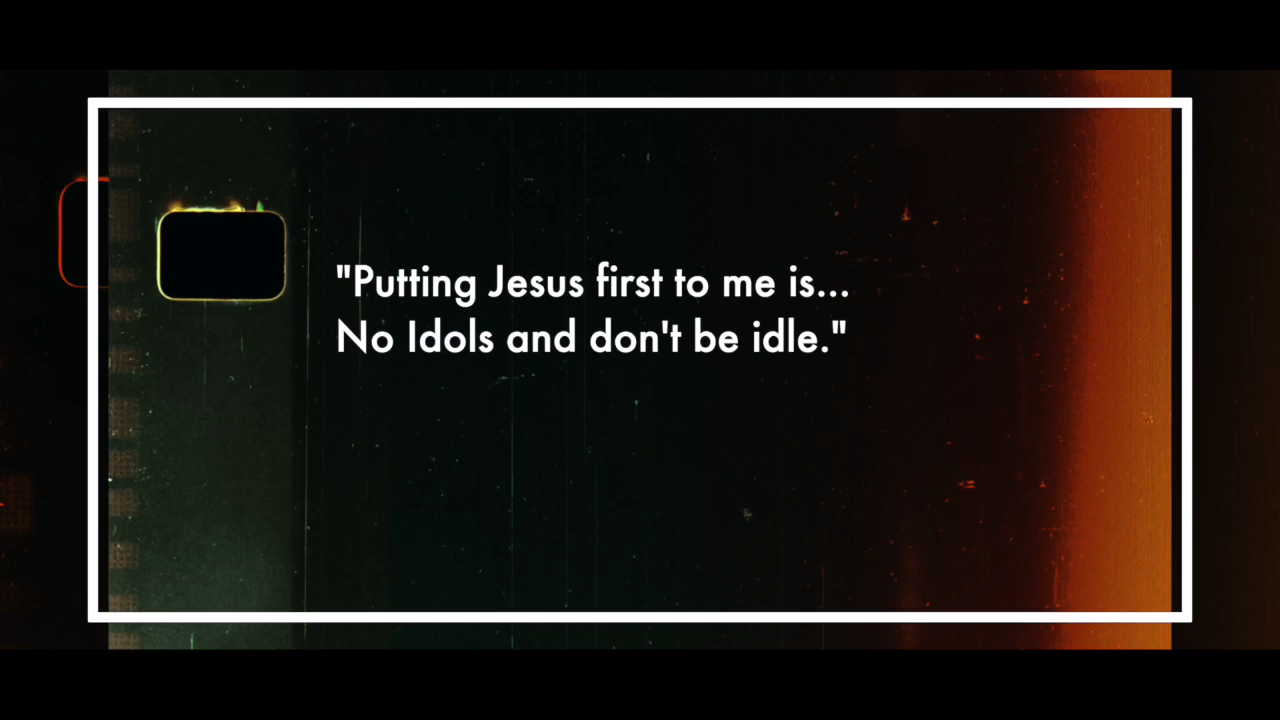 "Putting Jesus first to me is...
No Idols and don't be idle."